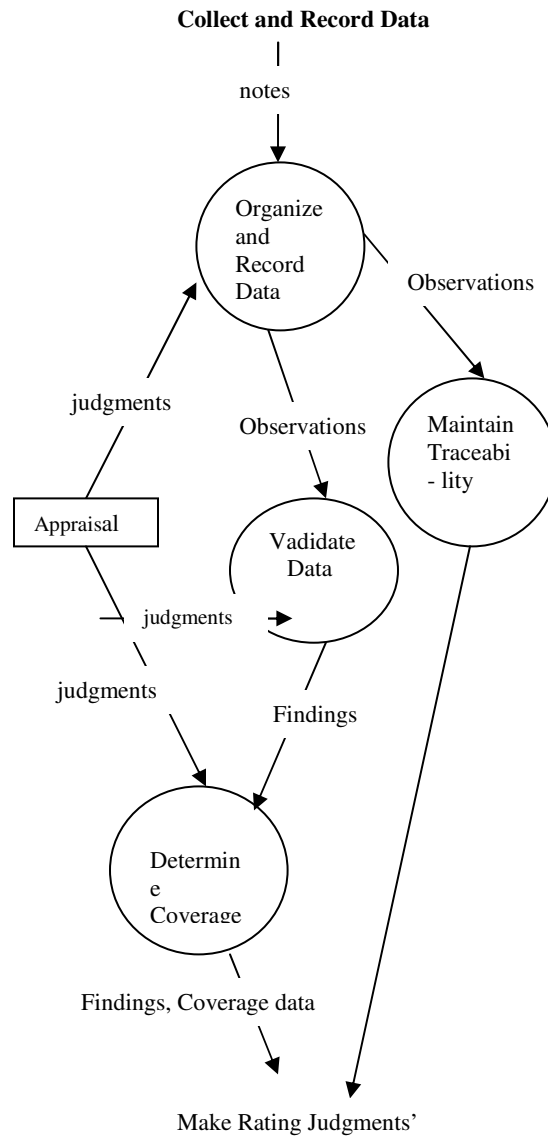 Collect and Record Data
notes
Organize
and
Record
Data
Observations
judgments
Observations
Maintain
Traceabi
- lity
Appraisal
Vadidate
Data
judgments
judgments
Findings
Determin
e
Coverage
Findings, Coverage data
Make Rating Judgments’